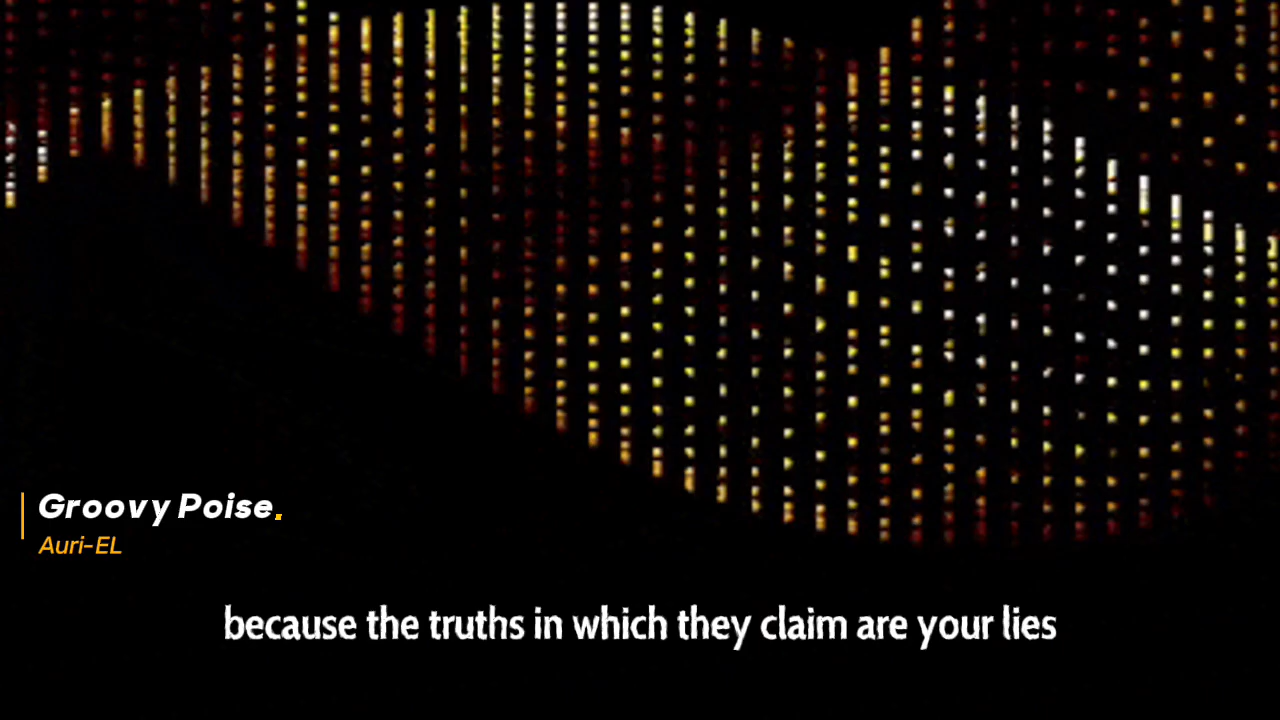 Groovy Poise.
Auri-EL
because the truths in which they claim are your lies